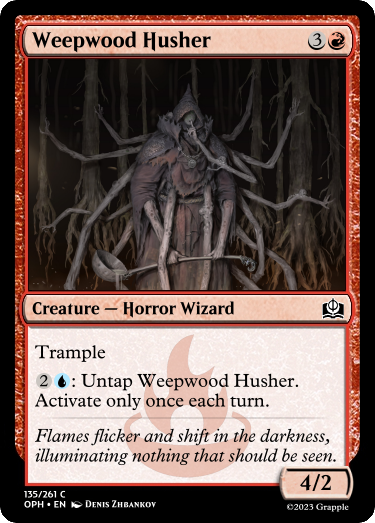 Weepwood Husher 3
Creature — Horror Wizard
Trample
2: Untap Weepwood Husher.
Activate only once each turn.
Flames flicker and shift in the darkness,
illuminating nothing that should be seen.
4/2
135/261 C
OPH • EN Denis Zhbankov
©2023 Grapple